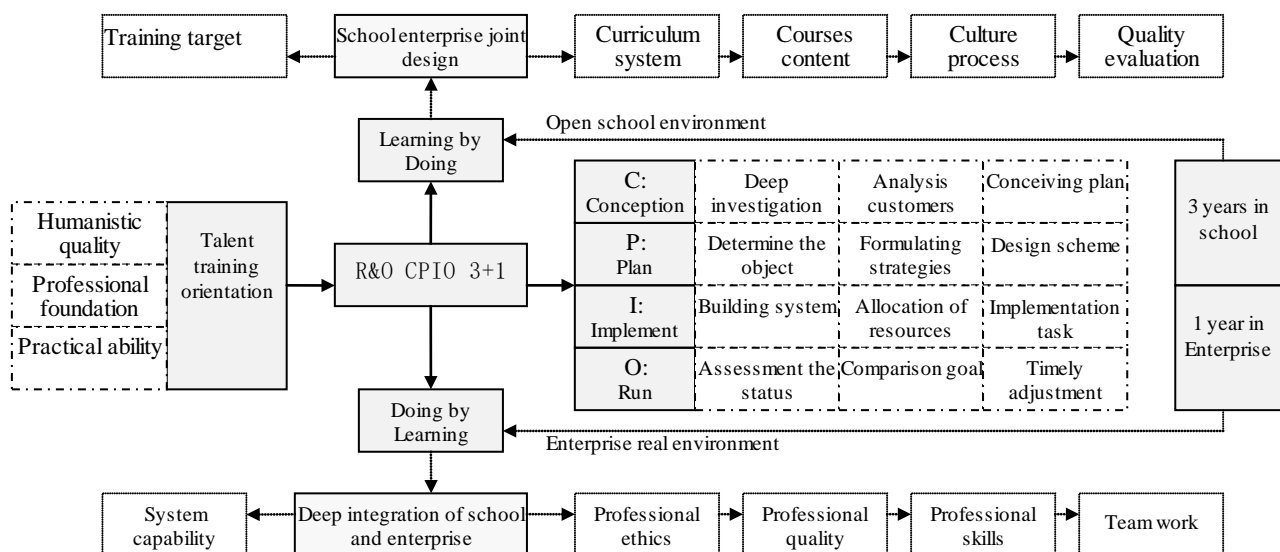 Training target
School enterprise joint
design
Curriculum
system
Courses
content
Culture
process
Quality
evaluation
Open school environment
Learning by
Doing
C:
Conception
Deep
investigation
Analysis
customers
Conceiving plan
3 years in
school
Humanistic
quality
Professional
foundation
Practical ability
Talent
training
orientation
R&O CPIO 3+1
P:
Plan
Determine the
object
Formulating
strategies
Design scheme
I:
Implement
Building system
Allocation of
resources
Implementation
task
1 year in
Enterprise
O:
Run
Assessment the
status
Comparison goal
Timely
adjustment
Doing by
Learning
Enterprise real environment
System
capability
Deep integration of school
and enterprise
Professional
ethics
Professional
quality
Professional
skills
Team work